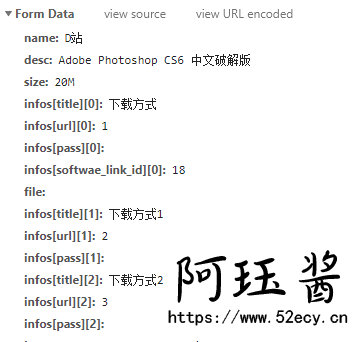 Form Data view source view URL encoded
name: D站
desc: Adobe Photoshop CS6 中文破解版
size: 20M
infos[title][0]: 下载方式
infos[url][0]: 1
infos[pass][0]:
infos[softwae_link_id][0]: 18
file:
infos[title][1]: 下载方式1
infos[url][1]: 2
infos[pass][1]:
infos[title][2]: 下载方式2
infos[url][2]: 3
infos[pass][2]:
阿珏酱
https://www.52ecy.cn